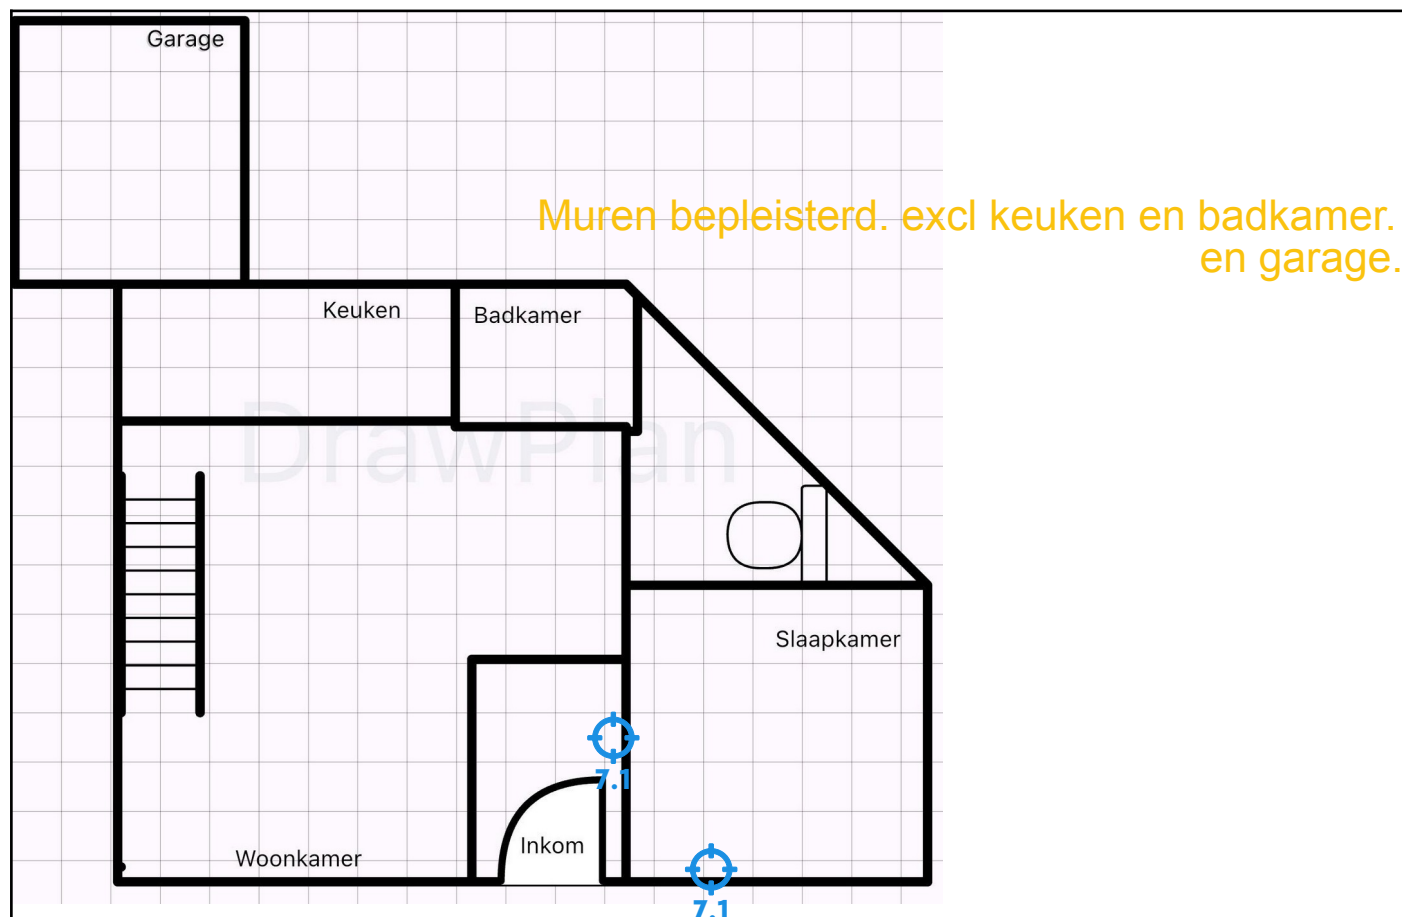 Garage
Muren bepleisterd. excl keuken en badkamer.
en garage.
Keuken
Badkamer
DrawPlan
Slaapkamer
7.1
Inkom
Woonkamer
7.1